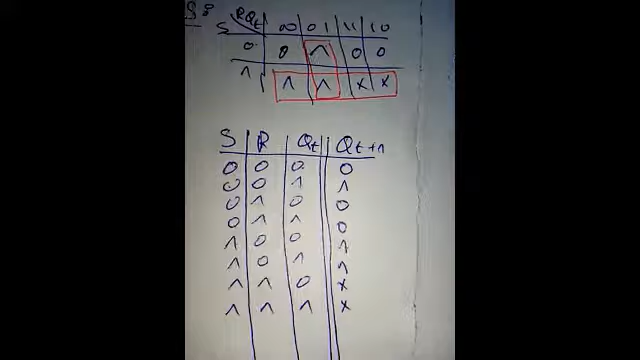 S:
S RQt 00 01 11 10
0 0 1 0 0
1 1 1 x x
S R Qt Qt+1
0 0 0 0
0 0 1 1
0 1 0 0
0 1 1 0
1 0 0 1
1 0 1 1
1 1 0 x
1 1 1 x